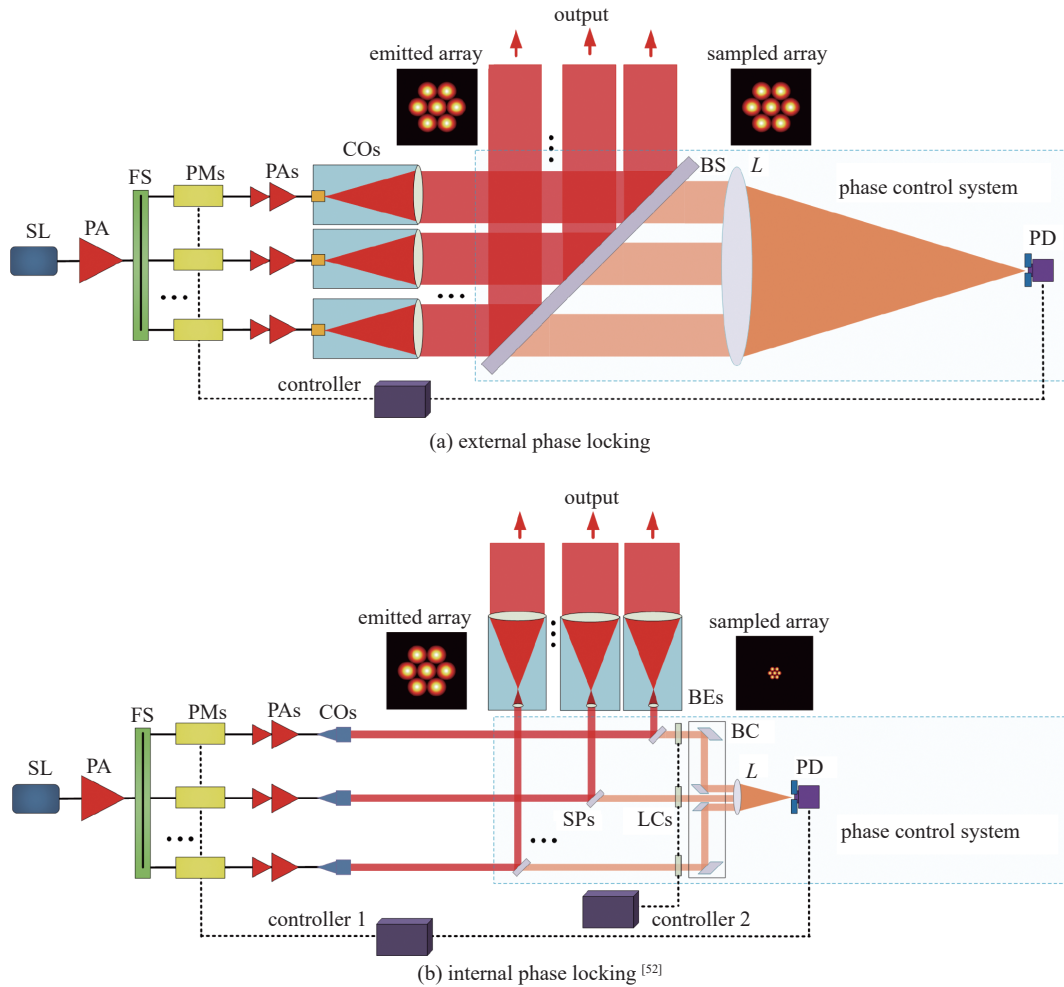 output
emitted array
sampled array
COs
BS
L
FS
PMs
PAs
phase control system
SL
PA
PD
controller
(a) external phase locking
output
emitted array
sampled array
BEs
FS
PMs
PAs
COs
BC
SL
PA
L
PD
SPs
LCs
phase control system
controller 1
controller 2
(b) internal phase locking [52]